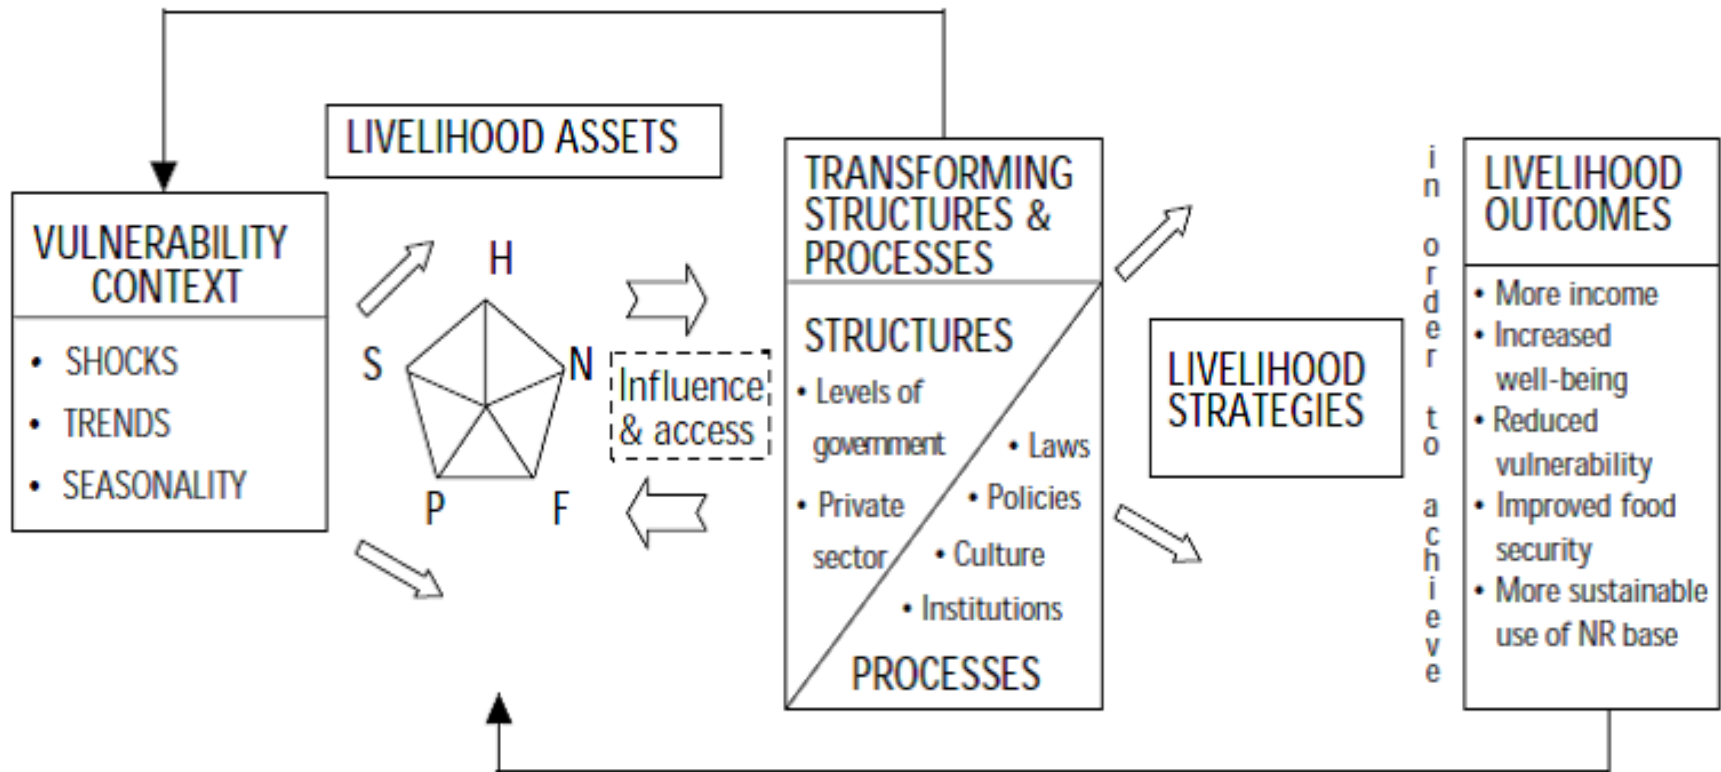 LIVELIHOOD ASSETS
VULNERABILITY
CONTEXT
• SHOCKS
• TRENDS
• SEASONALITY
H
S
N
P
F
Influence
& access
TRANSFORMING
STRUCTURES &
PROCESSES
STRUCTURES
• Levels of
government
• Private
sector
• Laws
• Policies
• Culture
• Institutions
PROCESSES
LIVELIHOOD
STRATEGIES
in order to achieve
LIVELIHOOD
OUTCOMES
• More income
• Increased
well-being
• Reduced
vulnerability
• Improved food
security
• More sustainable
use of NR base